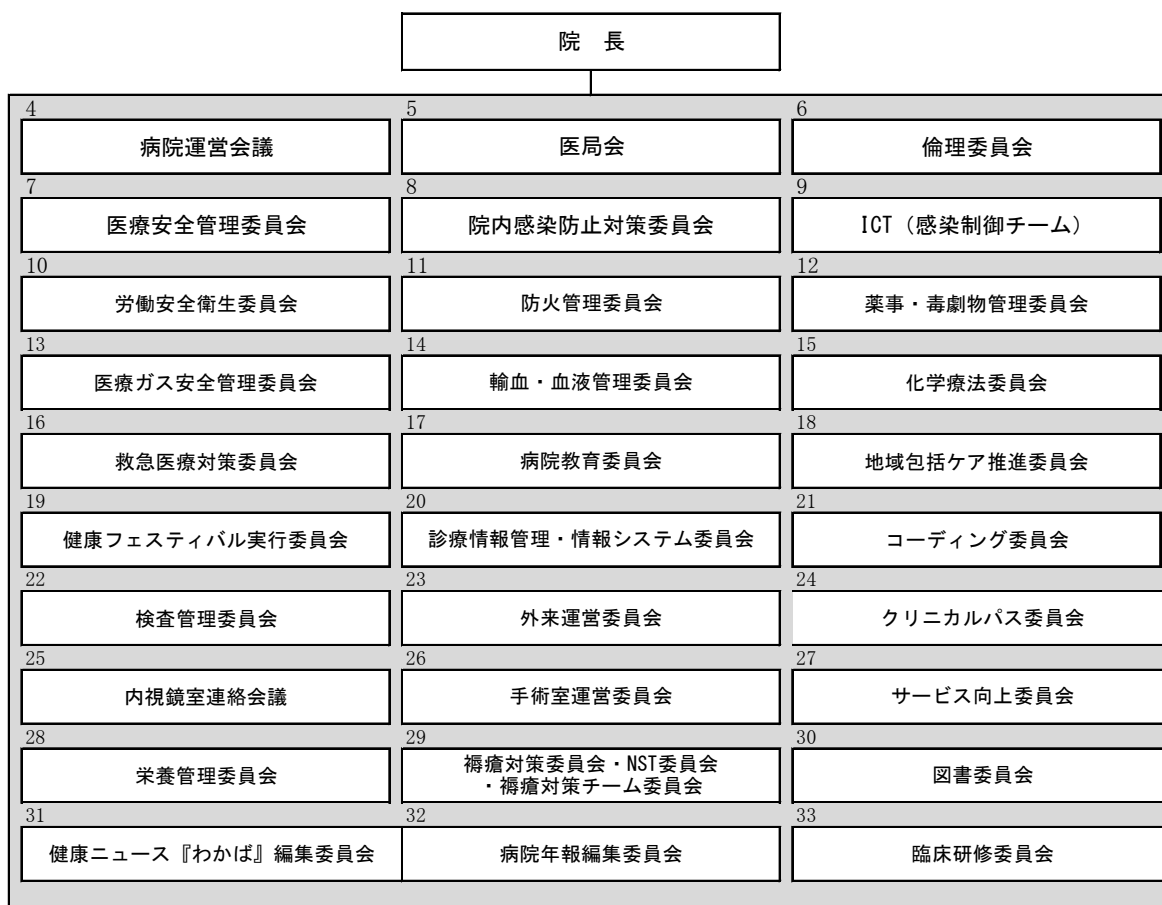 院　長
4
病院運営会議
5
医局会
6
倫理委員会
7
医療安全管理委員会
8
院内感染防止対策委員会
9
ICT（感染制御チーム）
10
労働安全衛生委員会
11
防火管理委員会
12
薬事・毒劇物管理委員会
13
医療ガス安全管理委員会
14
輸血・血液管理委員会
15
化学療法委員会
16
救急医療対策委員会
17
病院教育委員会
18
地域包括ケア推進委員会
19
健康フェスティバル実行委員会
20
診療情報管理・情報システム委員会
21
コーディング委員会
22
検査管理委員会
23
外来運営委員会
24
クリニカルパス委員会
25
内視鏡室連絡会議
26
手術室運営委員会
27
サービス向上委員会
28
栄養管理委員会
29
褥瘡対策委員会・NST委員会
・褥瘡対策チーム委員会
30
図書委員会
31
健康ニュース『わかば』編集委員会
32
病院年報編集委員会
33
臨床研修委員会